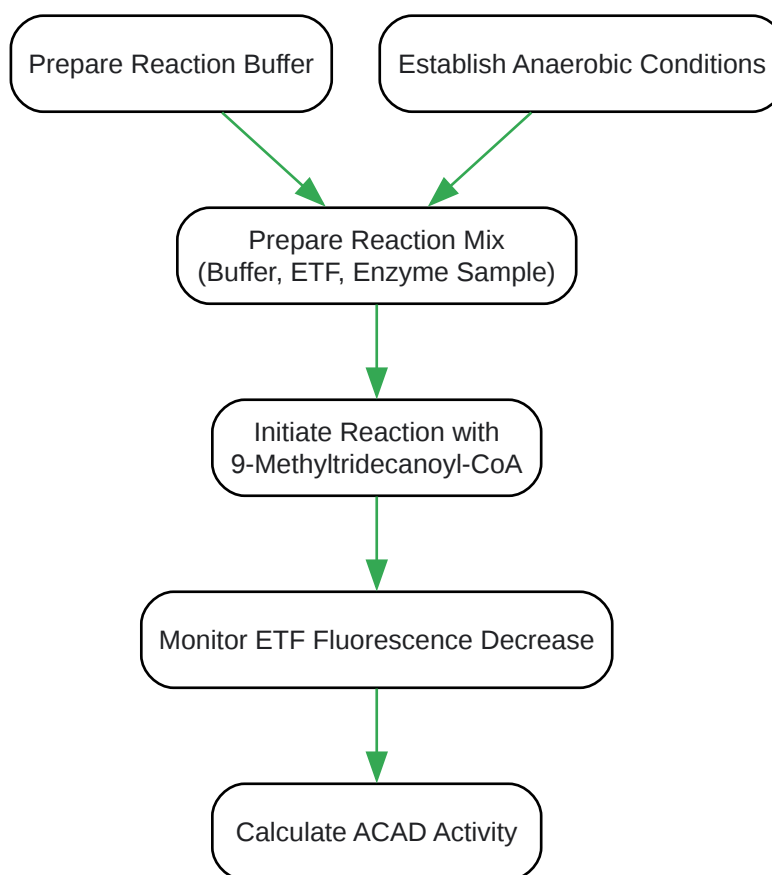 Prepare Reaction Buffer
Establish Anaerobic Conditions
Prepare Reaction Mix
(Buffer, ETF, Enzyme Sample)
Initiate Reaction with
9-Methyltridecanoyl-CoA
Monitor ETF Fluorescence Decrease
Calculate ACAD Activity